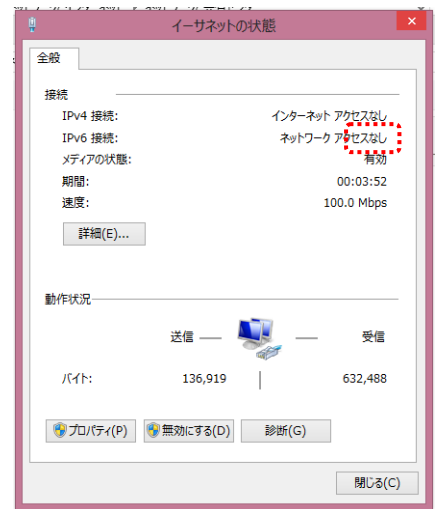 イーサネットの状態
全般
接続
IPv4 接続: インターネット アクセスなし
IPv6 接続: ネットワーク アクセスなし
メディアの状態: 有効
期間: 00:03:52
速度: 100.0 Mbps
詳細(E)...
動作状況
送信 受信
バイト: 136,919 632,488
プロパティ(P) 無効にする(D) 診断(G)
閉じる(C)